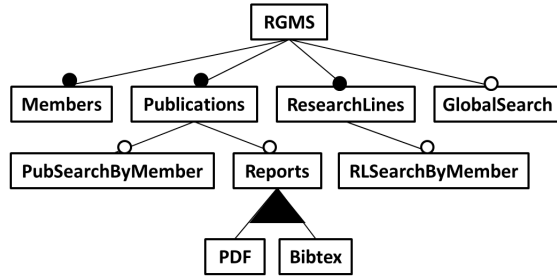 RGMS
Members Publications ResearchLines GlobalSearch
PubSearchByMember Reports RLSearchByMember
PDF Bibtex